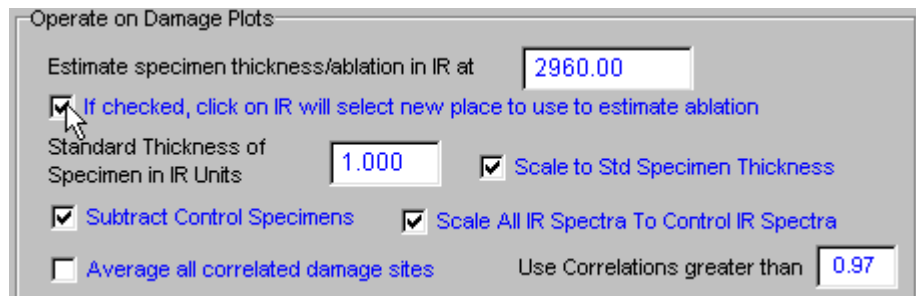 Operate on Damage Plots
Estimate specimen thickness/ablation in IR at 2960.00
If checked, click on IR will select new place to use to estimate ablation
Standard Thickness of
Specimen in IR Units 1.000 Scale to Std Specimen Thickness
Subtract Control Specimens Scale All IR Spectra To Control IR Spectra
Average all correlated damage sites Use Correlations greater than 0.97